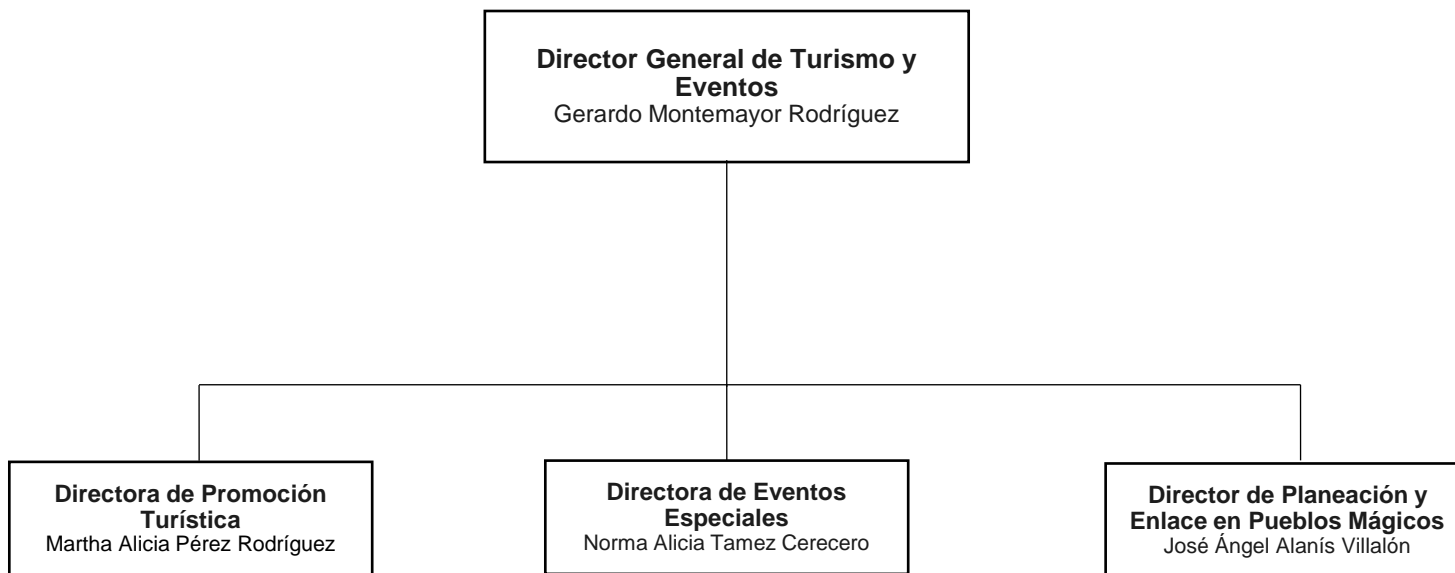 Director General de Turismo y
Eventos
Gerardo Montemayor Rodríguez
Directora de Promoción
Turística
Martha Alicia Pérez Rodríguez
Directora de Eventos
Especiales
Norma Alicia Tamez Cerecero
Director de Planeación y
Enlace en Pueblos Mágicos
José Ángel Alanís Villalón